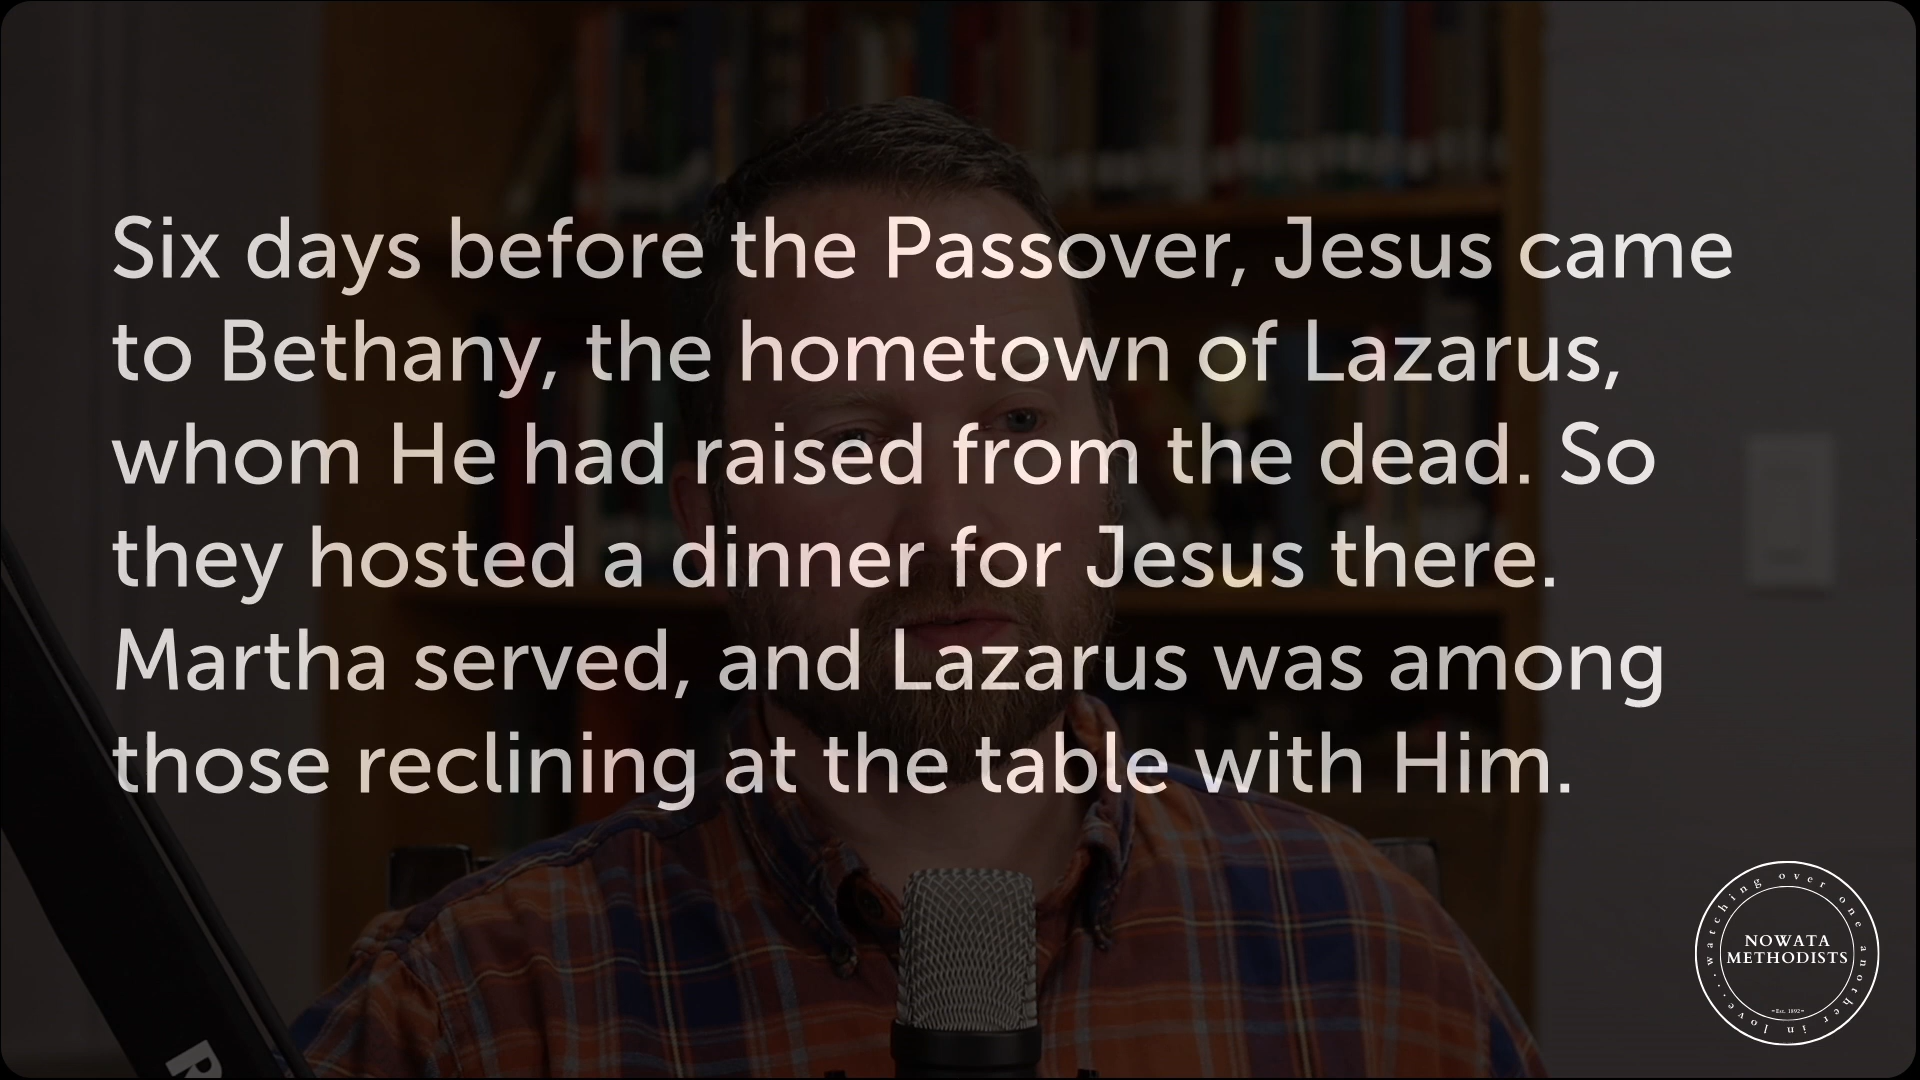 Six days before the Passover, Jesus came
to Bethany, the hometown of Lazarus,
whom He had raised from the dead. So
they hosted a dinner for Jesus there.
Martha served, and Lazarus was among
those reclining at the table with Him.
watching over one another in love...
NOWATA
METHODISTS
Est. 1892
R